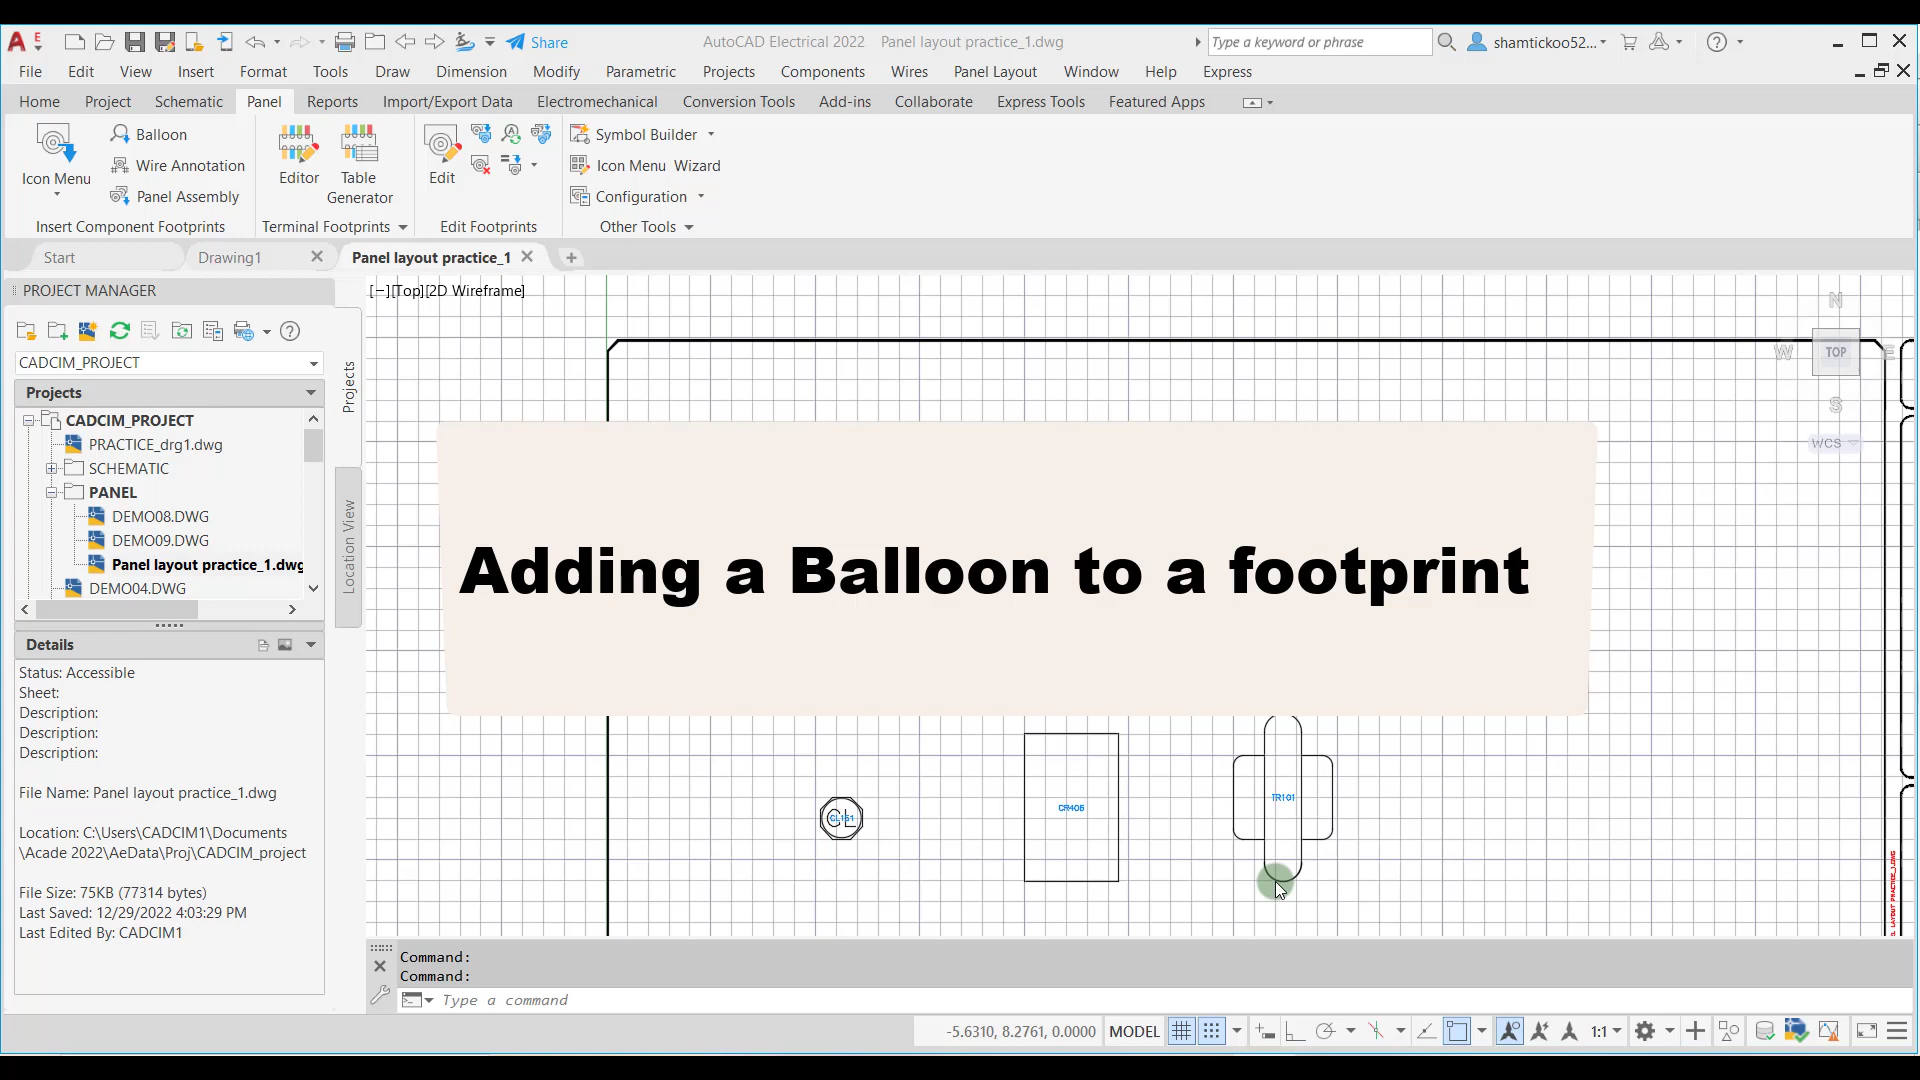 Share
AutoCAD Electrical 2022 Panel layout practice_1.dwg
Type a keyword or phrase
shamtickoo52...
File Edit View Insert Format Tools Draw Dimension Modify Parametric Projects Components Wires Panel Layout Window Help Express
Home Project Schematic Panel Reports Import/Export Data Electromechanical Conversion Tools Add-ins Collaborate Express Tools Featured Apps
Icon Menu
Balloon
Wire Annotation
Panel Assembly
Insert Component Footprints
Editor
Table
Generator
Terminal Footprints
Edit
Edit Footprints
Symbol Builder
Icon Menu Wizard
Configuration
Other Tools
Start Drawing1 Panel layout practice_1
PROJECT MANAGER
CADCIM_PROJECT
Projects
CADCIM_PROJECT
PRACTICE_drg1.dwg
SCHEMATIC
PANEL
DEMO08.DWG
DEMO09.DWG
Panel layout practice_1.dwg
DEMO04.DWG
Projects
Location View
Details
Status: Accessible
Sheet:
Description:
Description:
Description:
File Name: Panel layout practice_1.dwg
Location: C:\Users\CADCIM1\Documents
\Acade 2022\AeData\Proj\CADCIM_project
File Size: 75KB (77314 bytes)
Last Saved: 12/29/2022 4:03:29 PM
Last Edited By: CADCIM1
[−][Top][2D Wireframe]
N
W TOP E
S
WCS
Adding a Balloon to a footprint
CL
CR406
TR101
Command:
Command:
Type a command
-5.6310, 8.2761, 0.0000 MODEL 1:1